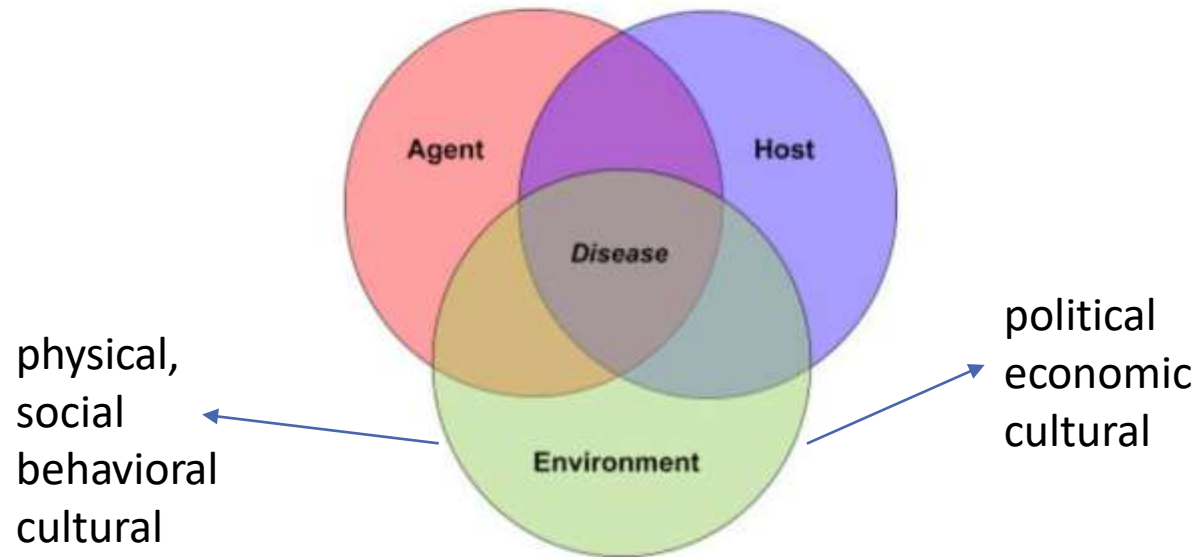 Agent
Host
Disease
physical,
social
behavioral
cultural
political
economic
cultural
Environment